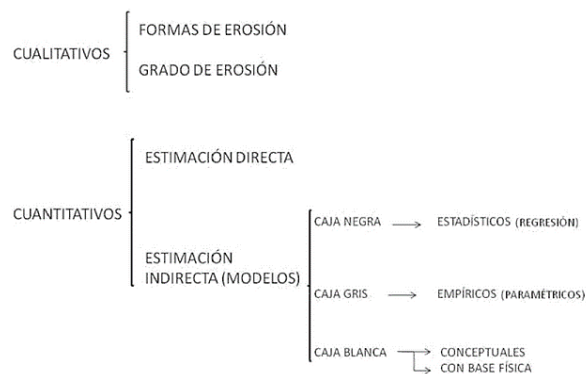 CUALITATIVOS
FORMAS DE EROSIÓN
GRADO DE EROSIÓN
CUANTITATIVOS
ESTIMACIÓN DIRECTA
ESTIMACIÓN
INDIRECTA (MODELOS)
CAJA NEGRA
ESTADÍSTICOS (REGRESIÓN)
CAJA GRIS
EMPÍRICOS (PARAMÉTRICOS)
CAJA BLANCA
CONCEPTUALES
CON BASE FÍSICA